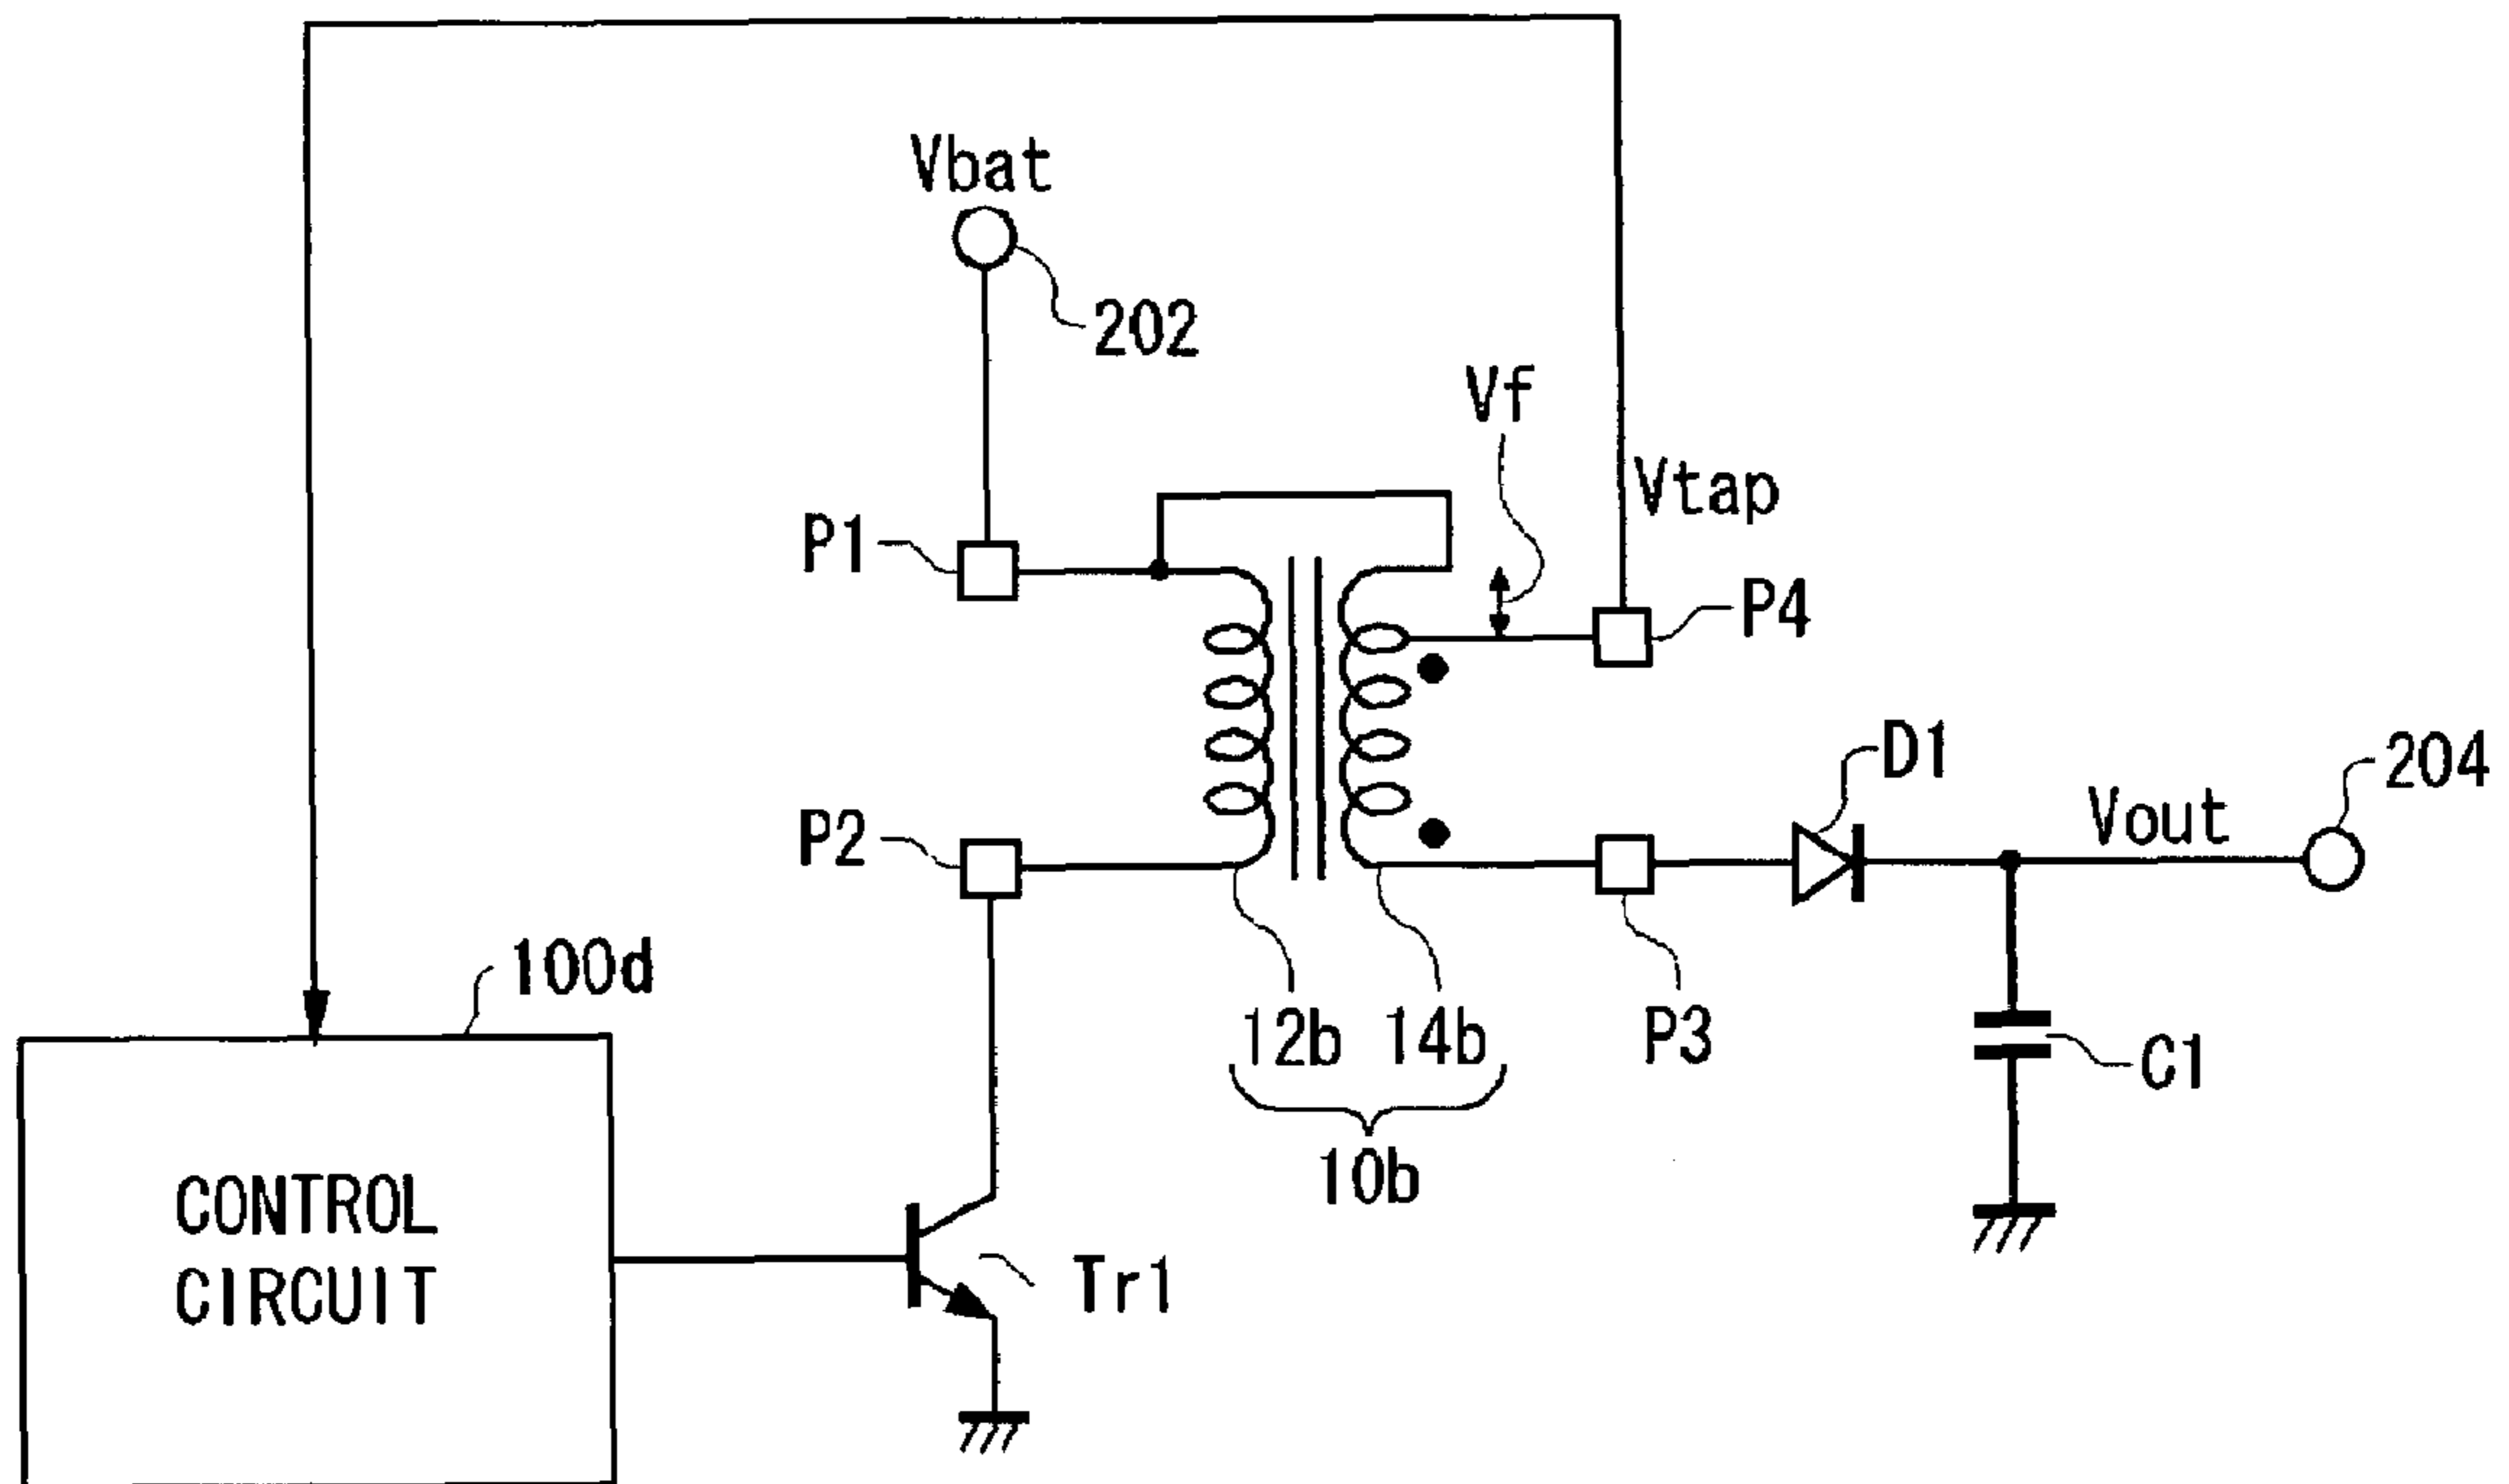 Vbat
202
Vf
Vtap
P1
P4
D1
204
P2
Vout
100d
12b
14b
P3
C1
10b
CONTROL
CIRCUIT
Tr1